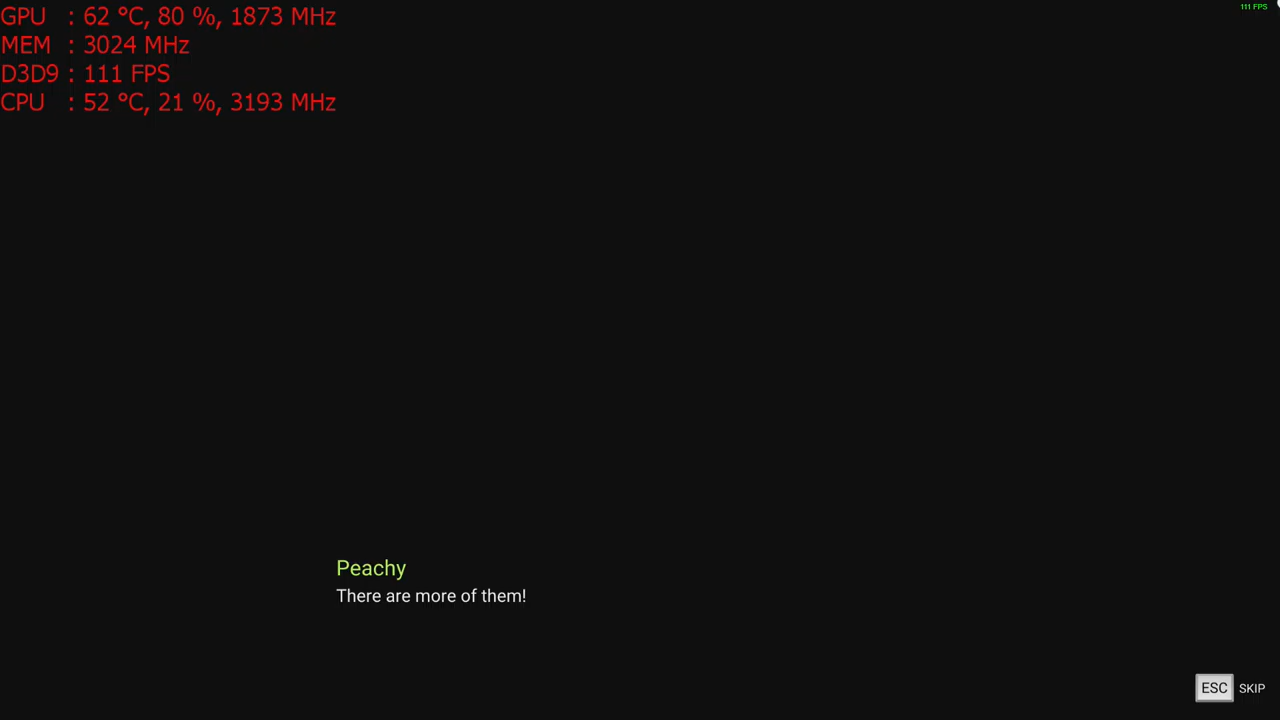 GPU : 62 °C, 80 %, 1873 MHz
111 FPS
MEM : 3024 MHz
D3D9 : 111 FPS
CPU : 52 °C, 21 %, 3193 MHz
Peachy
There are more of them!
ESC SKIP